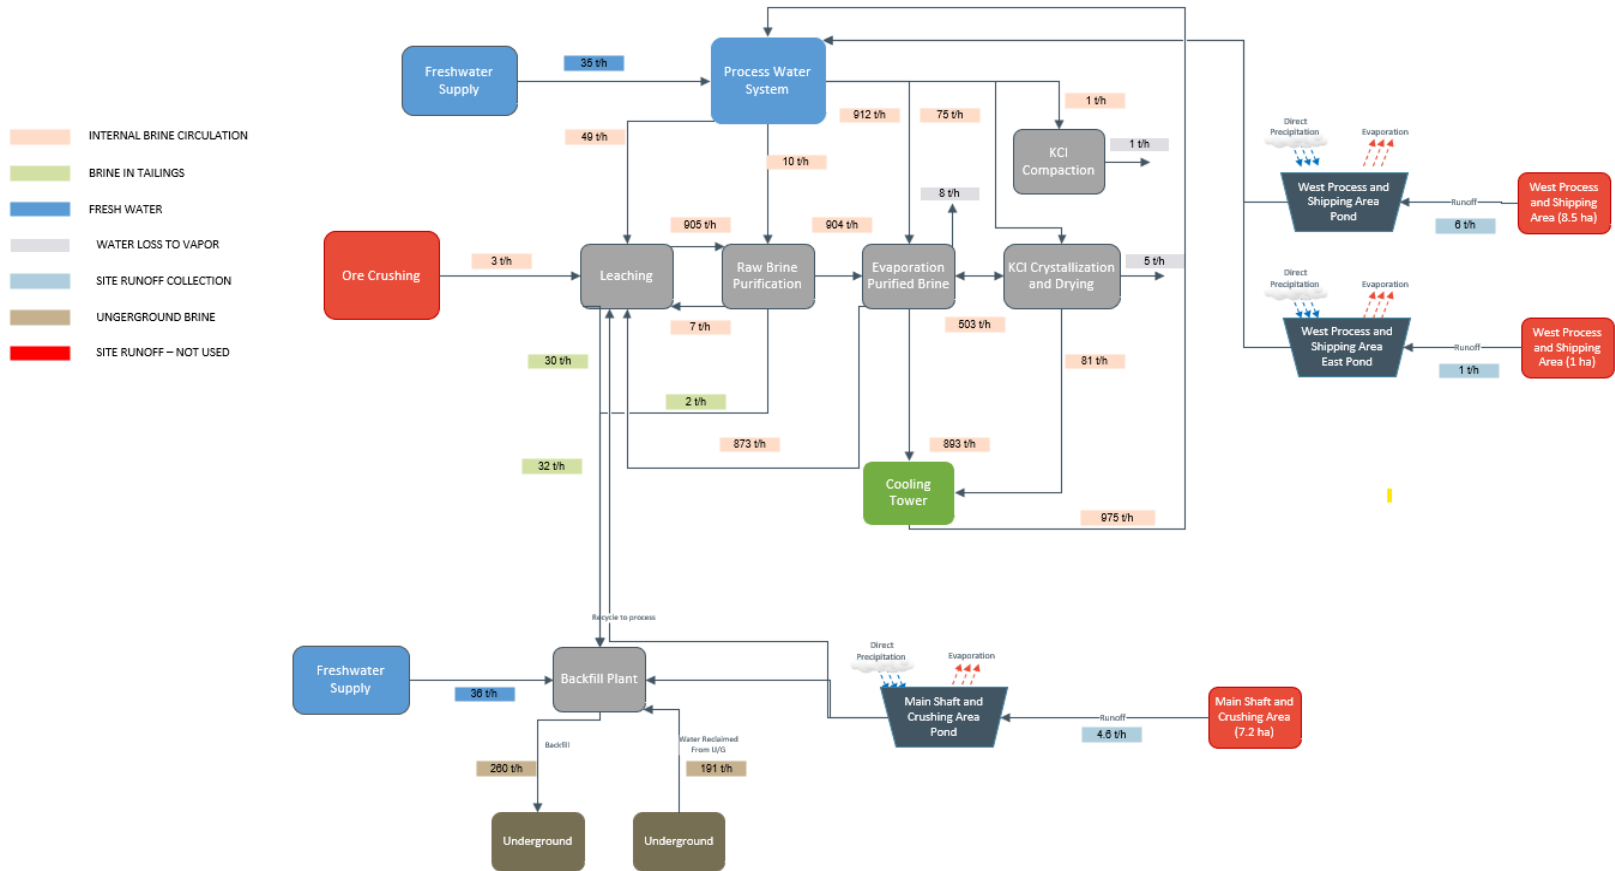 35 t/h
Freshwater
Supply
Process Water
System
INTERNAL BRINE CIRCULATION
BRINE IN TAILINGS
FRESH WATER
WATER LOSS TO VAPOR
SITE RUNOFF COLLECTION
UNGERGROUND BRINE
SITE RUNOFF – NOT USED
49 t/h
10 t/h
912 t/h
75 t/h
1 t/h
KCl
Compaction
1 t/h
8 t/h
Ore Crushing
3 t/h
Leaching
905 t/h
Raw Brine
Purification
904 t/h
Evaporation
Purified Brine
KCl Crystallization
and Drying
5 t/h
7 t/h
503 t/h
30 t/h
2 t/h
81 t/h
873 t/h
893 t/h
32 t/h
Cooling
Tower
975 t/h
Direct
Precipitation
Evaporation
West Process and
Shipping Area
Pond
Runoff
6 t/h
West Process
and Shipping
Area (8.5 ha)
Direct
Precipitation
Evaporation
West Process and
Shipping Area
East Pond
Runoff
1 t/h
West Process
and Shipping
Area (1 ha)
Recycle to process
Freshwater
Supply
36 t/h
Backfill Plant
Direct
Precipitation
Evaporation
Main Shaft and
Crushing Area
Pond
Runoff
4.6 t/h
Main Shaft and
Crushing Area
(7.2 ha)
Backfill
Water Reclaimed
From U/G
260 t/h
191 t/h
Underground
Underground